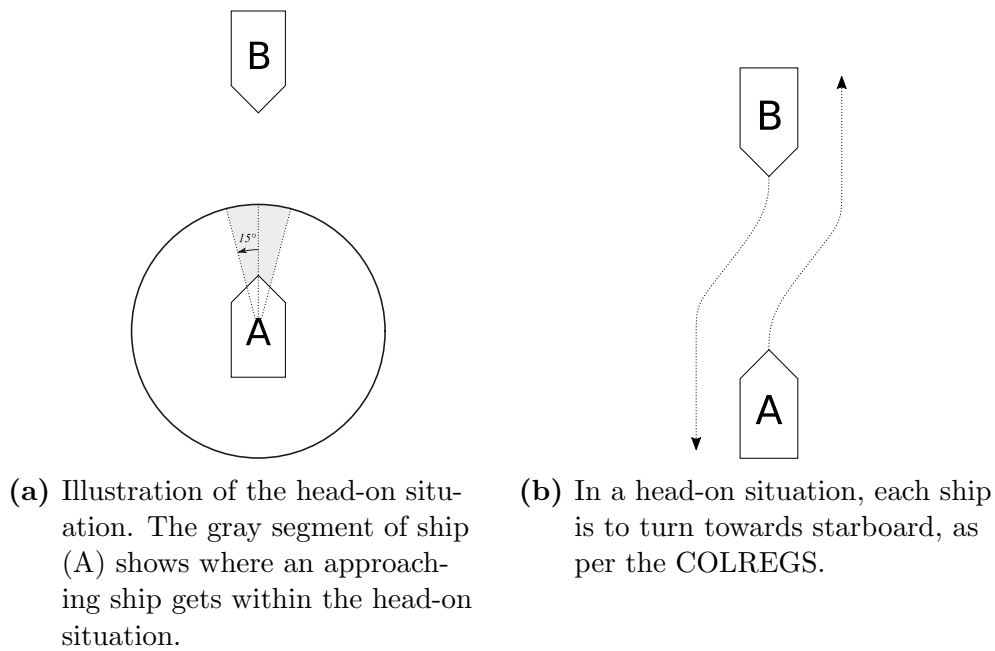 B
15°
A
B
A
(a) Illustration of the head-on situ-
ation. The gray segment of ship
(A) shows where an approach-
ing ship gets within the head-on
situation.
(b) In a head-on situation, each ship
is to turn towards starboard, as
per the COLREGS.